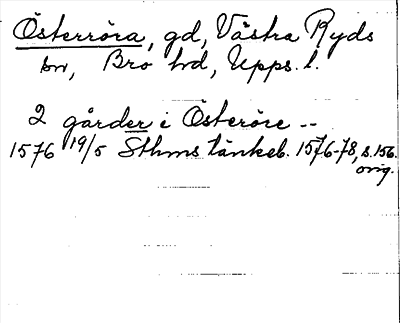 Österröra, gd, Västra Ryds
sn, Bro hd, Upps. l.
2 gårder i Österöre --
1576 19/5 Sthms tänkeb. 1576-78, s. 156.
orig.